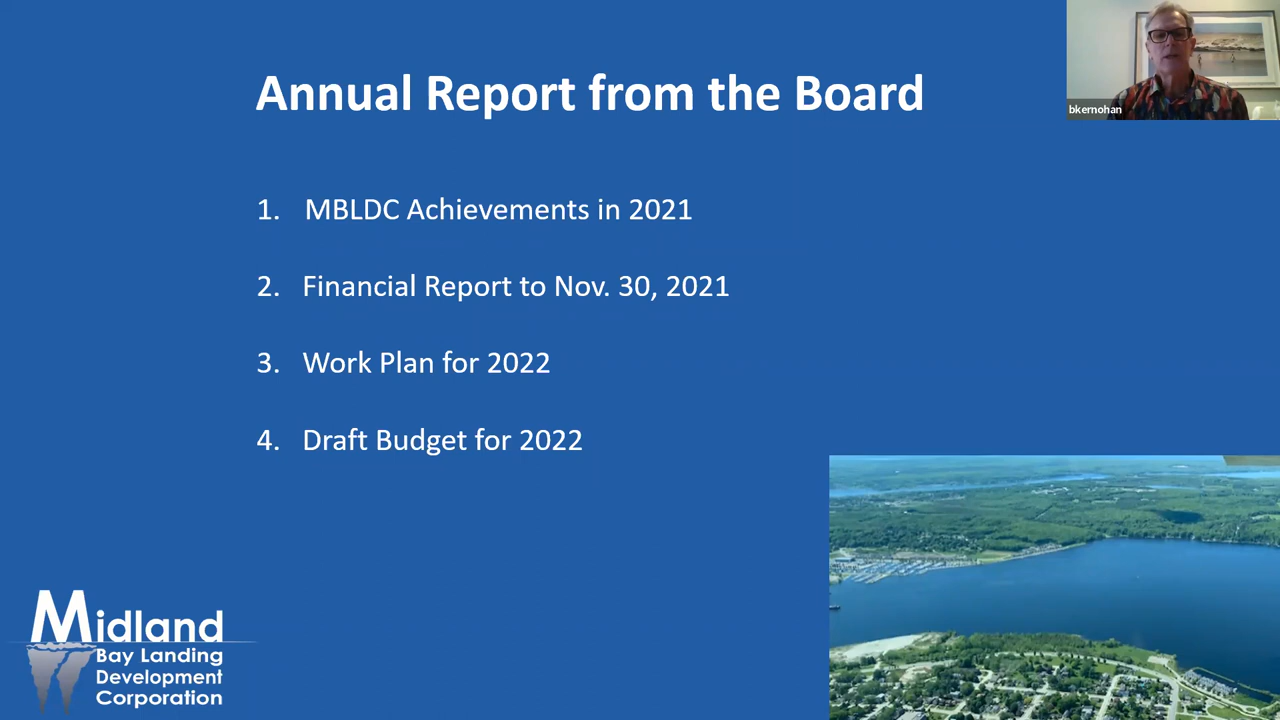 Annual Report from the Board
bkernohan
1. MBLDC Achievements in 2021
2. Financial Report to Nov. 30, 2021
3. Work Plan for 2022
4. Draft Budget for 2022
Midland
Bay Landing
Development
Corporation